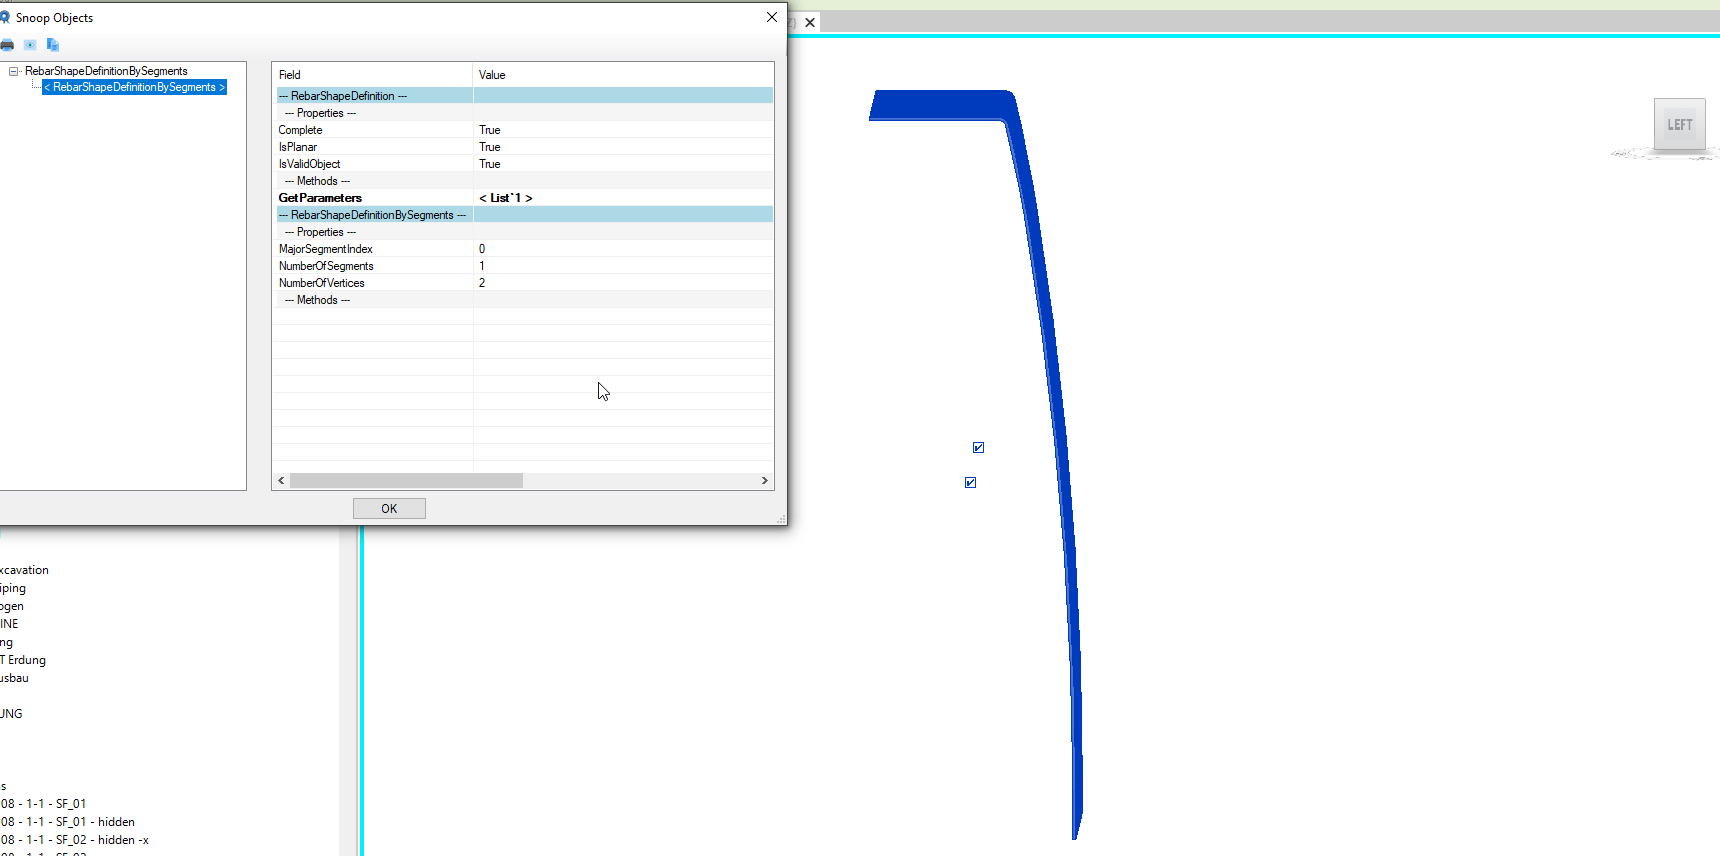 Snoop Objects
Z)
RebarShapeDefinitionBySegments
< RebarShapeDefinitionBySegments >
Field Value
--- RebarShapeDefinition ---
--- Properties ---
Complete True
IsPlanar True
IsValidObject True
--- Methods ---
GetParameters < List`1 >
--- RebarShapeDefinitionBySegments ---
--- Properties ---
MajorSegmentIndex 0
NumberOfSegments 1
NumberOfVertices 2
--- Methods ---
OK
LEFT
xcavation
iping
ogen
INE
ng
T Erdung
usbau
UNG
s
08 - 1-1 - SF_01
08 - 1-1 - SF_01 - hidden
08 - 1-1 - SF_02 - hidden -x